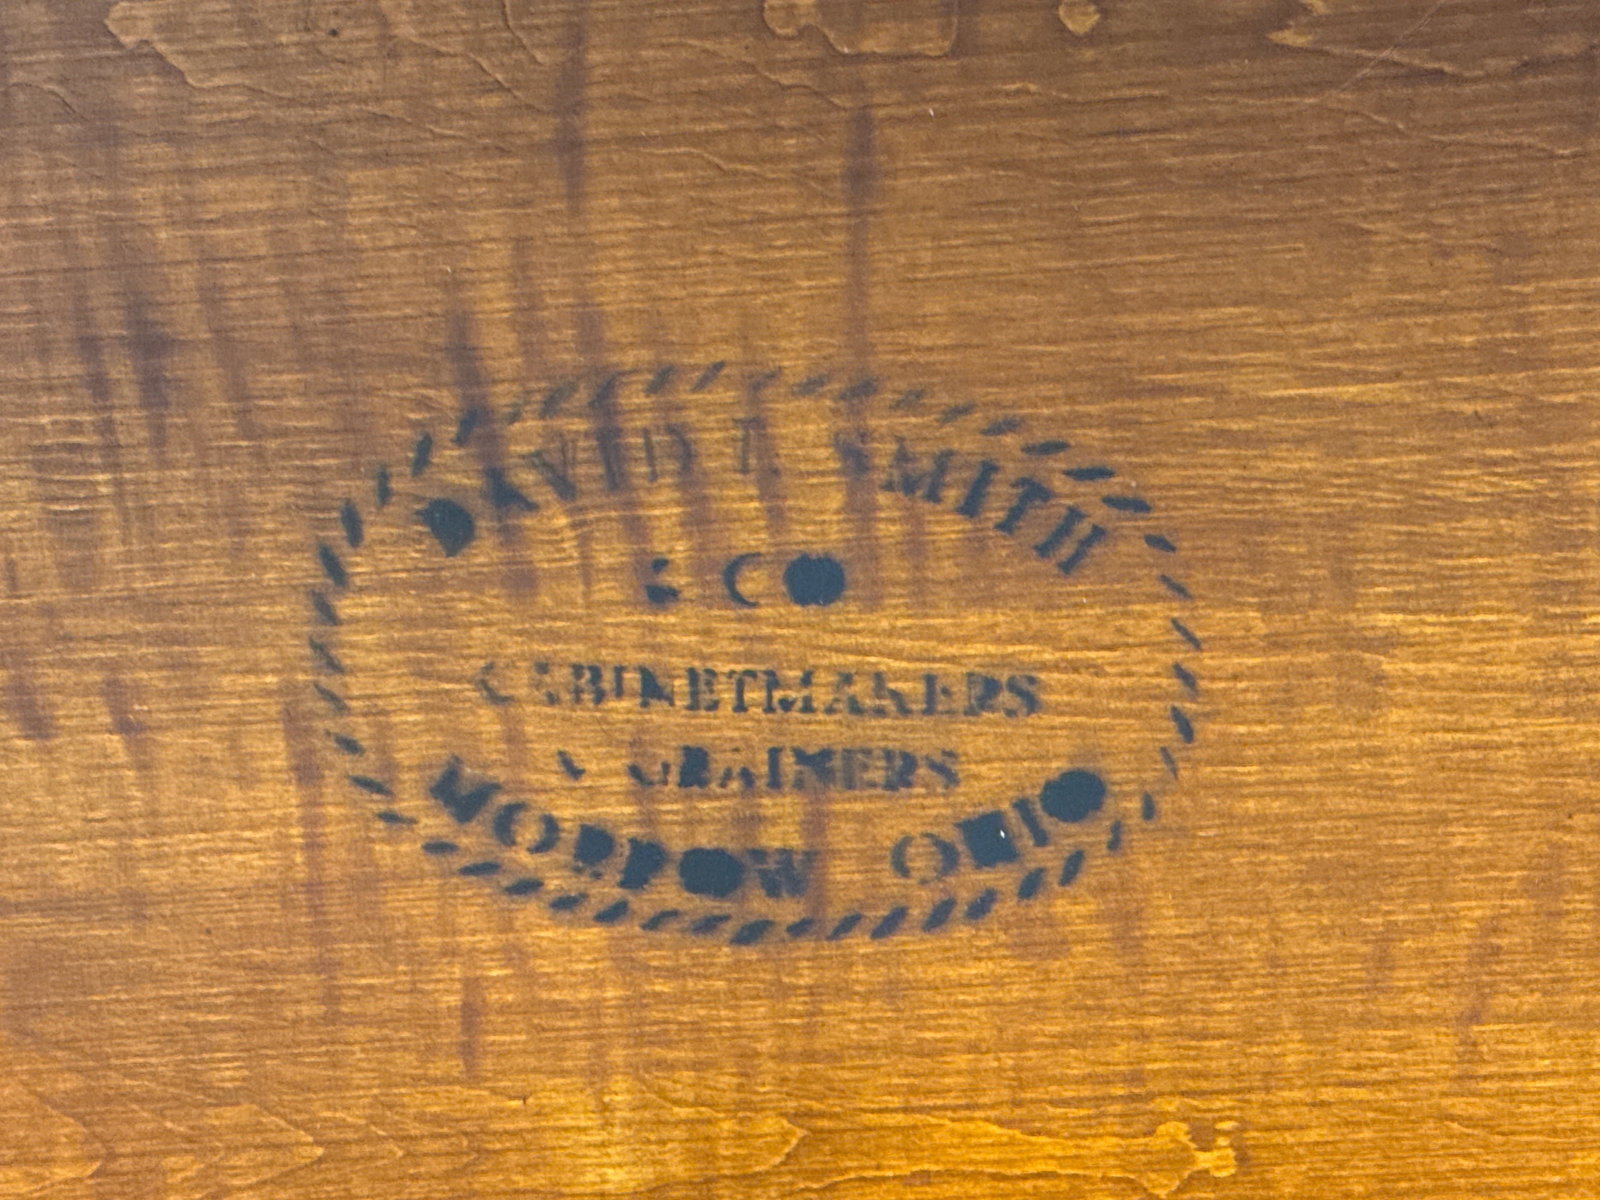 DAVID T. SMITH
& CO
CABINETMAKERS
& GRAINERS
MORROW OHIO